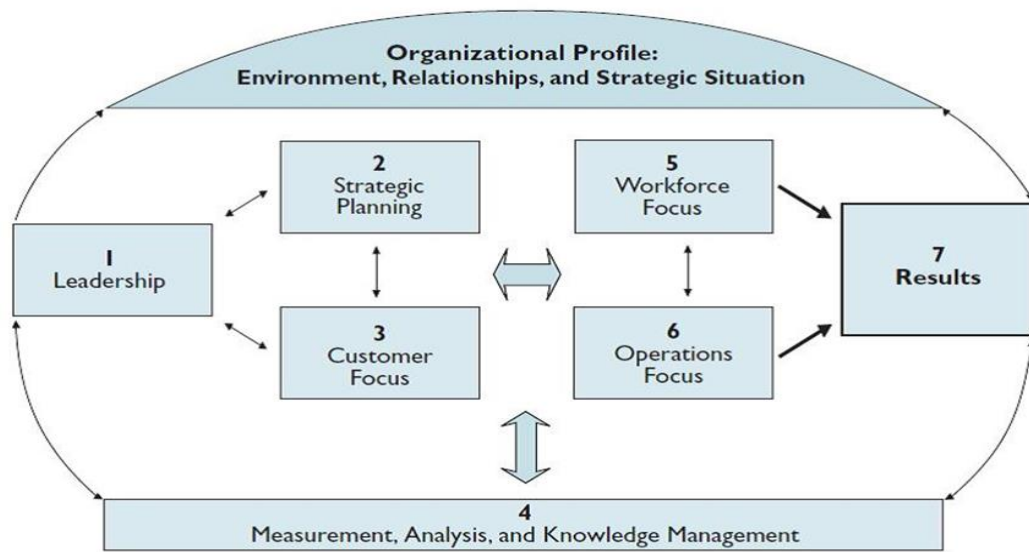 Organizational Profile:
Environment, Relationships, and Strategic Situation
2
Strategic
Planning
5
Workforce
Focus
1
Leadership
7
Results
3
Customer
Focus
6
Operations
Focus
4
Measurement, Analysis, and Knowledge Management